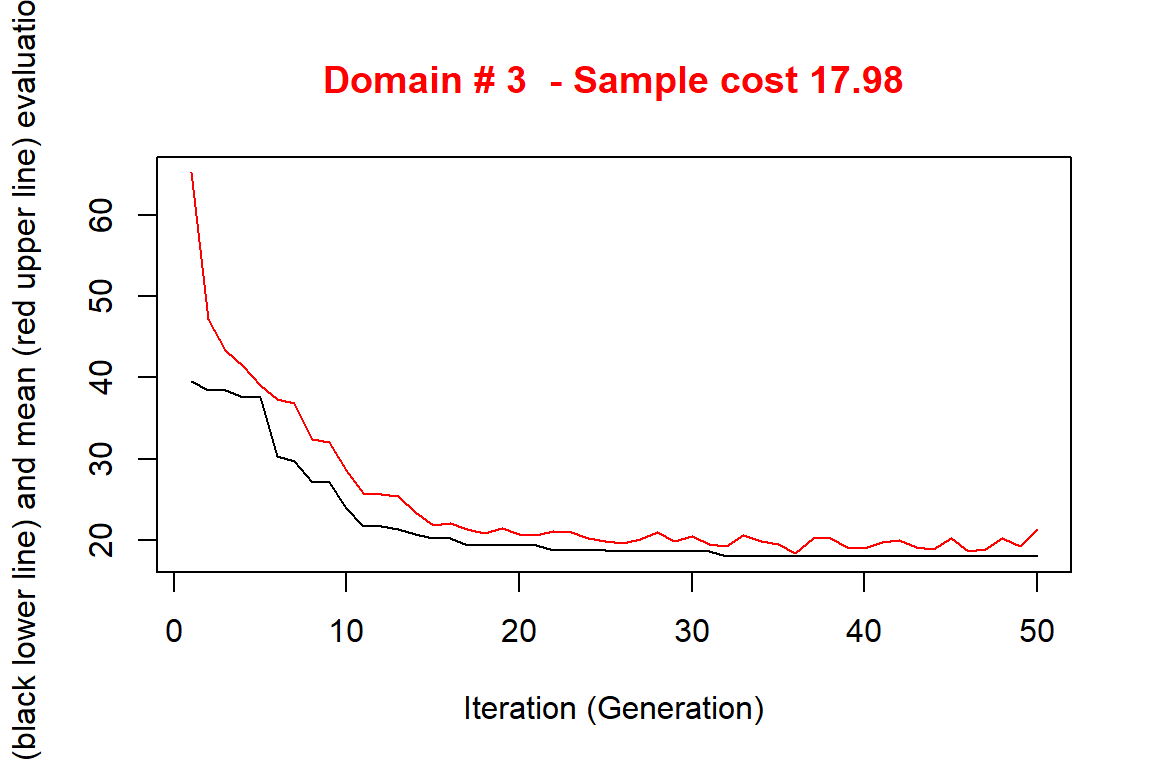 Domain # 3  - Sample cost 17.98
(black lower line) and mean (red upper line) evaluatio
60
50
40
30
20
0 10 20 30 40 50
Iteration (Generation)